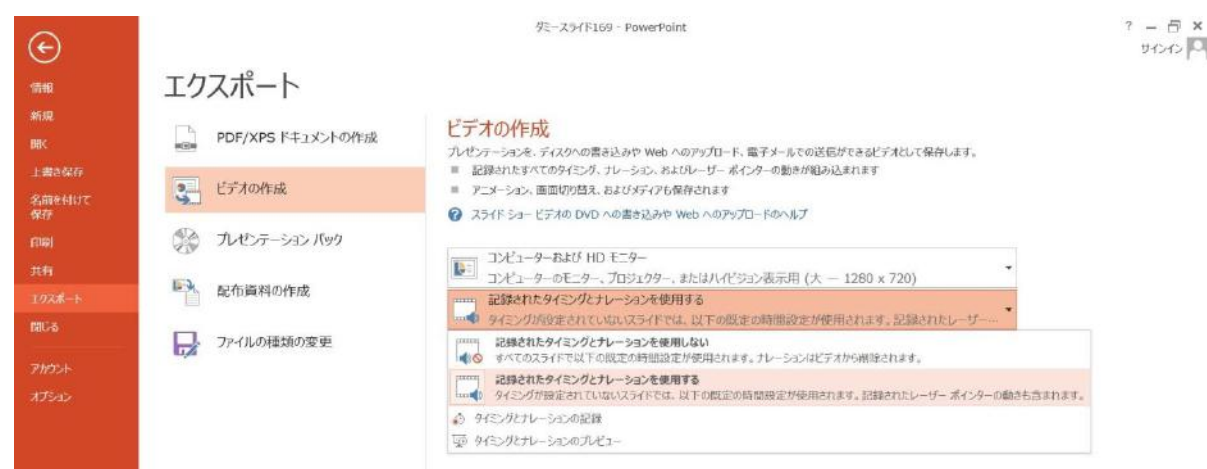 ダミースライド169 - PowerPoint
? － 🗗 ×
サインイン
情報
新規
開く
上書き保存
名前を付けて
保存
印刷
共有
エクスポート
閉じる
アカウント
オプション
エクスポート
PDF/XPS ドキュメントの作成
ビデオの作成
プレゼンテーション パック
配布資料の作成
ファイルの種類の変更
ビデオの作成
プレゼンテーションを、ディスクへの書き込みや Web へのアップロード、電子メールでの送信ができるビデオとして保存します。
■ 記録されたすべてのタイミング、ナレーション、およびレーザー ポインターの動きが組み込まれます
■ アニメーション、画面切り替え、およびメディアも保存されます
スライド ショー ビデオの DVD への書き込みや Web へのアップロードのヘルプ
コンピューターおよび HD モニター
コンピューターのモニター、プロジェクター、またはハイビジョン表示用 (大 － 1280 x 720)
記録されたタイミングとナレーションを使用する
タイミングが設定されていないスライドでは、以下の既定の時間設定が使用されます。記録されたレーザー…
記録されたタイミングとナレーションを使用しない
すべてのスライドで以下の既定の時間設定が使用されます。ナレーションはビデオから削除されます。
記録されたタイミングとナレーションを使用する
タイミングが設定されていないスライドでは、以下の既定の時間設定が使用されます。記録されたレーザー ポインターの動きも含まれます。
タイミングとナレーションの記録
タイミングとナレーションのプレビュー